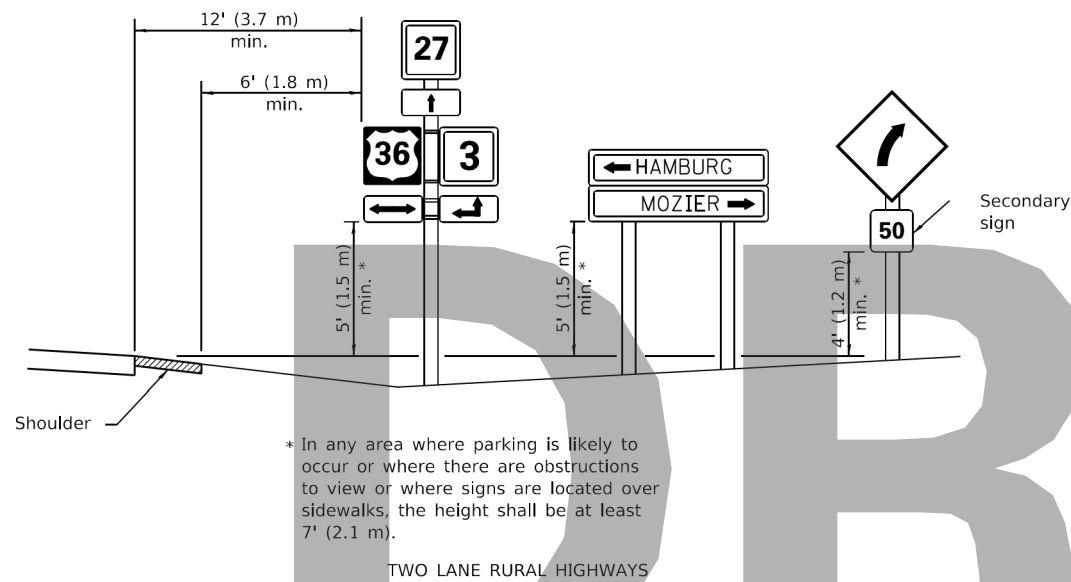 12' (3.7 m)
min.
6' (1.8 m)
min.
27
36
3
HAMBURG
MOZIER
50
Secondary
sign
5' (1.5 m)
min. *
5' (1.5 m)
min. *
4' (1.2 m)
min. *
Shoulder
* In any area where parking is likely to
occur or where there are obstructions
to view or where signs are located over
sidewalks, the height shall be at least
7' (2.1 m).
TWO LANE RURAL HIGHWAYS
DR